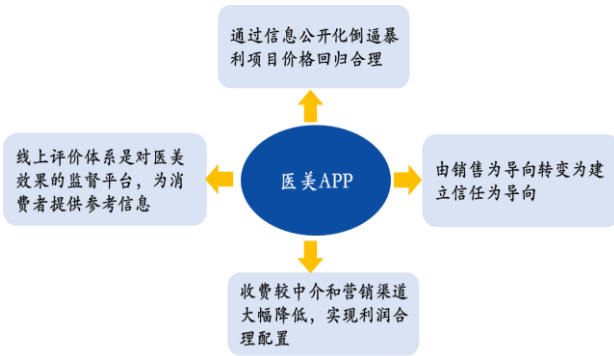 通过信息公开化倒逼暴
利项目价格回归合理
线上评价体系是对医美
效果的监督平台，为消
费者提供参考信息
医美APP
由销售为导向转变为建
立信任为导向
收费较中介和营销渠道
大幅降低，实现利润合
理配置